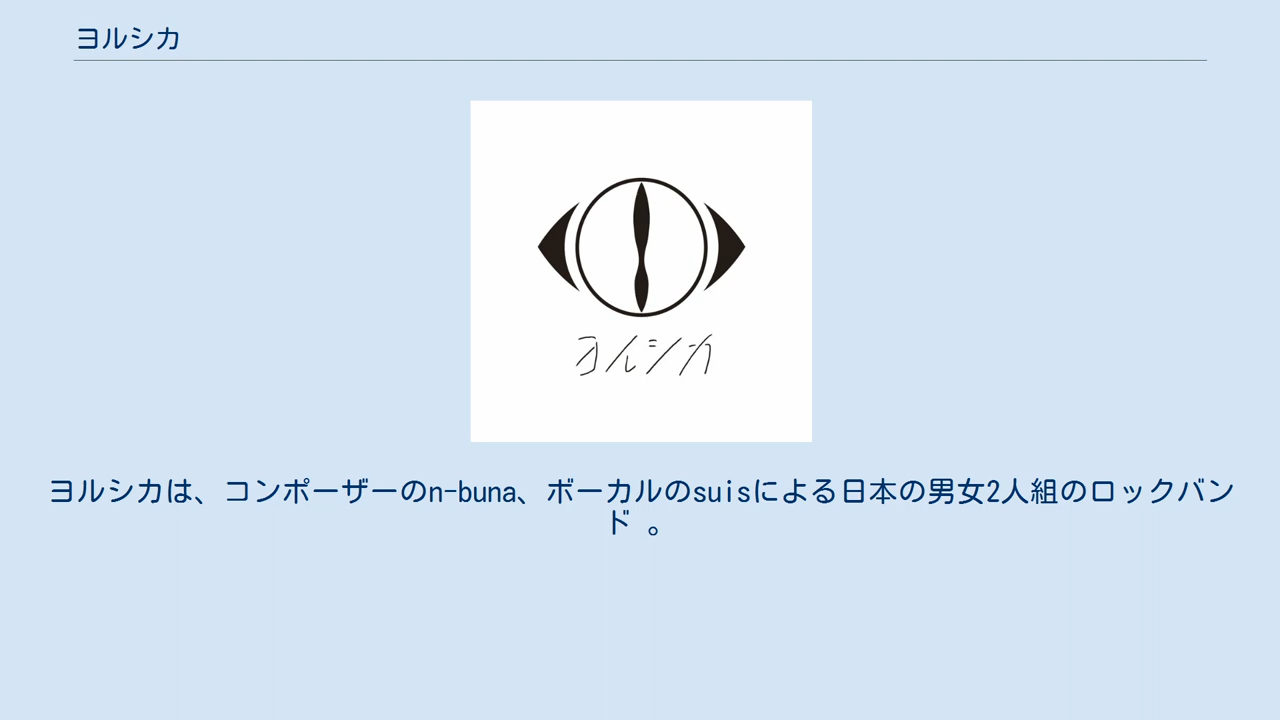 ヨルシカ
ヨルシカ
ヨルシカは、コンポーザーのn-buna、ボーカルのsuisによる日本の男女2人組のロックバン
ド 。